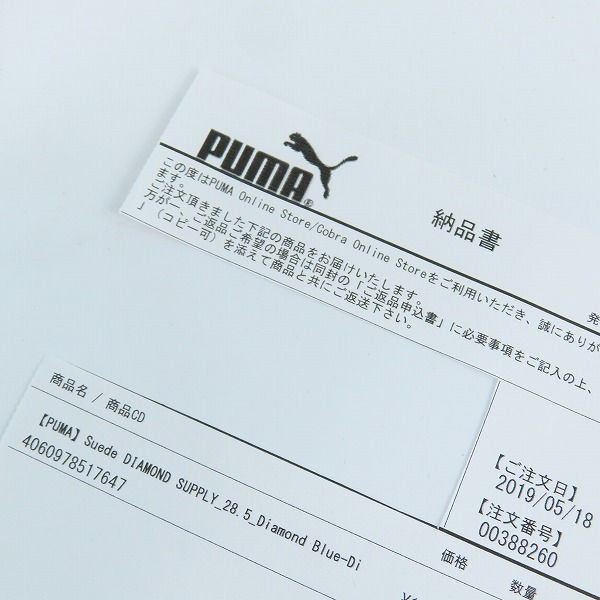 PUMA®
納品書
この度はPUMA Online Store/Cobra Online Storeをご利用いただき、誠にありが
ます。
ご注文頂きました下記の商品をお届けいたします。
万が一、ご返品ご希望の場合は同封の「ご返品申込書」に必要事項をご記入の上、
」(コピー可)を添えて商品と共にご返送下さい。
発
商品名 / 商品CD
【PUMA】Suede DIAMOND SUPPLY_28.5_Diamond Blue-Di
4060978517647
【ご注文日】
2019/05/18
【注文番号】
00388260
価格
数量